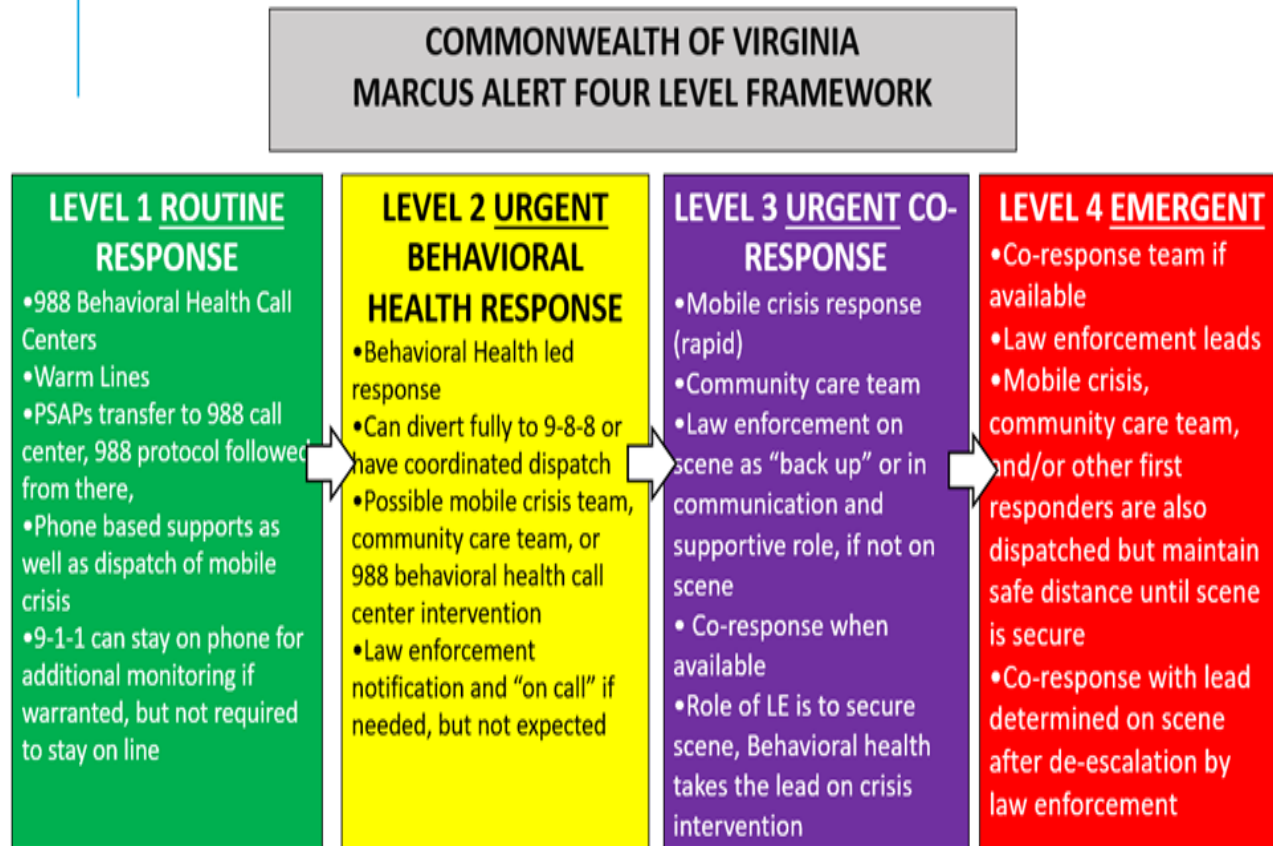 COMMONWEALTH OF VIRGINIA
MARCUS ALERT FOUR LEVEL FRAMEWORK
LEVEL 1 ROUTINE
RESPONSE
•988 Behavioral Health Call
Centers
•Warm Lines
•PSAPs transfer to 988 call
center, 988 protocol followed
from there,
•Phone based supports as
well as dispatch of mobile
crisis
•9-1-1 can stay on phone for
additional monitoring if
warranted, but not required
to stay on line
LEVEL 2 URGENT
BEHAVIORAL
HEALTH RESPONSE
•Behavioral Health led
response
•Can divert fully to 9-8-8 or
have coordinated dispatch
•Possible mobile crisis team,
community care team, or
988 behavioral health call
center intervention
•Law enforcement
notification and “on call” if
needed, but not expected
LEVEL 3 URGENT CO-
RESPONSE
•Mobile crisis response
(rapid)
•Community care team
•Law enforcement on
scene as “back up” or in
communication and
supportive role, if not on
scene
• Co-response when
available
•Role of LE is to secure
scene, Behavioral health
takes the lead on crisis
intervention
LEVEL 4 EMERGENT
•Co-response team if
available
•Law enforcement leads
•Mobile crisis,
community care team,
and/or other first
responders are also
dispatched but maintain
safe distance until scene
is secure
•Co-response with lead
determined on scene
after de-escalation by
law enforcement